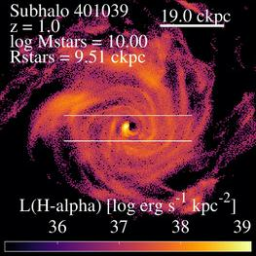 Subhalo 401039
19.0 ckpc
z = 1.0
log Mstars = 10.00
Rstars = 9.51 ckpc
L(H-alpha) [log erg s⁻¹ kpc⁻²]
36 37 38 39